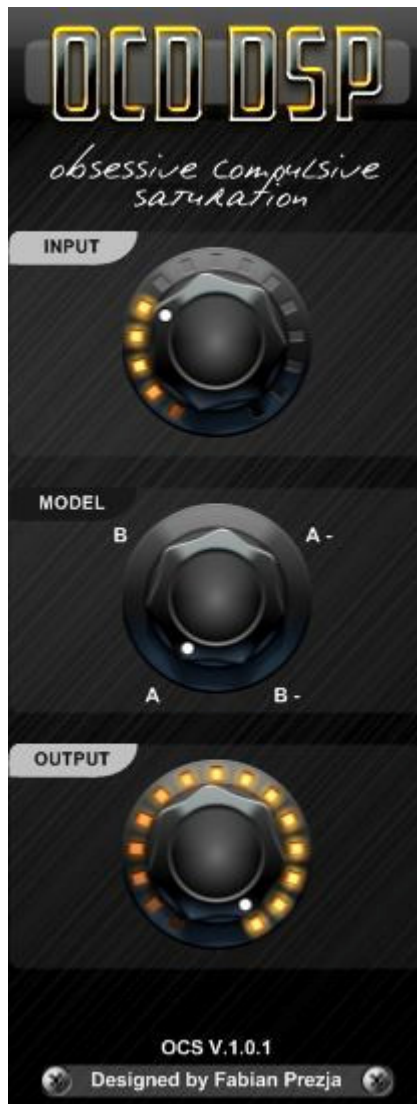 OCD DSP
obsessive compulsive
saturation
INPUT
MODEL
B A -
A B -
OUTPUT
OCS V.1.0.1
Designed by Fabian Prezja